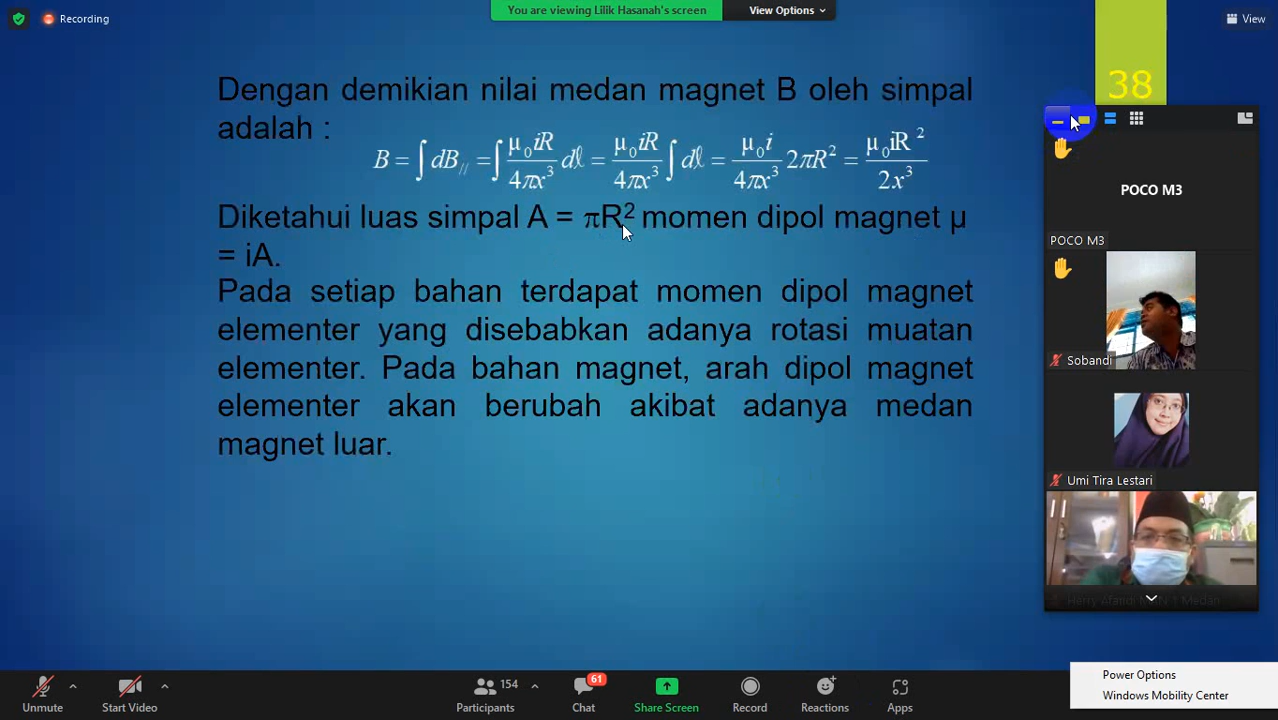 Recording
You are viewing Lilik Hasanah's screen
View Options
View
38
Dengan demikian nilai medan magnet B oleh simpal
adalah :
B = ∫ dB// = ∫ μ₀iR/4πx³ dℓ = μ₀iR/4πx³ ∫ dℓ = μ₀i/4πx³ 2πR² = μ₀iR²/2x³
Diketahui luas simpal A = πR² momen dipol magnet μ
= iA.
Pada setiap bahan terdapat momen dipol magnet
elementer yang disebabkan adanya rotasi muatan
elementer. Pada bahan magnet, arah dipol magnet
elementer akan berubah akibat adanya medan
magnet luar.
POCO M3
POCO M3
Sobandi
Umi Tira Lestari
Medan
Power Options
Windows Mobility Center
Unmute
Start Video
154
Participants
61
Chat
Share Screen
Record
Reactions
Apps